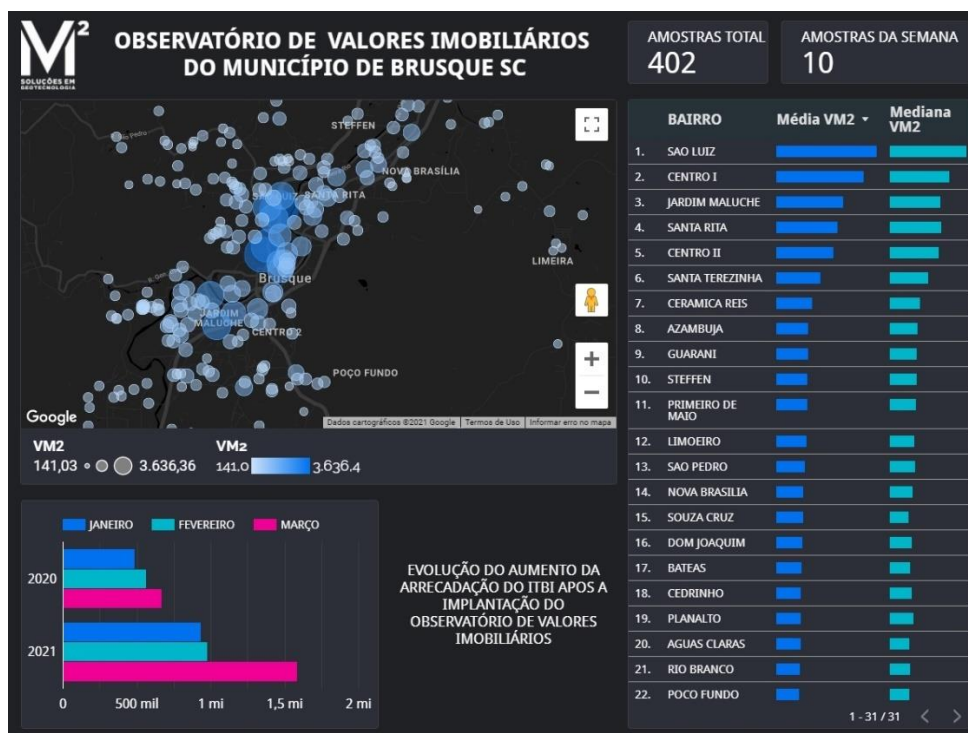 M²
SOLUÇÕES EM
GEOTECNOLOGIA
OBSERVATÓRIO DE VALORES IMOBILIÁRIOS
DO MUNICÍPIO DE BRUSQUE SC
AMOSTRAS TOTAL
402
AMOSTRAS DA SEMANA
10
STEFFEN
NOVA BRASÍLIA
SANTA RITA
LIMEIRA
Brusque
JARDIM
MALUCHE
CENTRO 2
POÇO FUNDO
Google
Dados cartográficos ©2021 Google
Termos de Uso
Informar erro no mapa
VM2
141,03
3.636,36
VM2
141.0
3.636,4
JANEIRO
FEVEREIRO
MARÇO
2020
2021
0
500 mil
1 mi
1,5 mi
2 mi
EVOLUÇÃO DO AUMENTO DA
ARRECADAÇÃO DO ITBI APOS A
IMPLANTAÇÃO DO
OBSERVATÓRIO DE VALORES
IMOBILIÁRIOS
BAIRRO Média VM2 Mediana
VM2
1. SAO LUIZ
2. CENTRO I
3. JARDIM MALUCHE
4. SANTA RITA
5. CENTRO II
6. SANTA TEREZINHA
7. CERAMICA REIS
8. AZAMBUJA
9. GUARANI
10. STEFFEN
11. PRIMEIRO DE
MAIO
12. LIMOEIRO
13. SAO PEDRO
14. NOVA BRASILIA
15. SOUZA CRUZ
16. DOM JOAQUIM
17. BATEAS
18. CEDRINHO
19. PLANALTO
20. AGUAS CLARAS
21. RIO BRANCO
22. POCO FUNDO
1 - 31 / 31